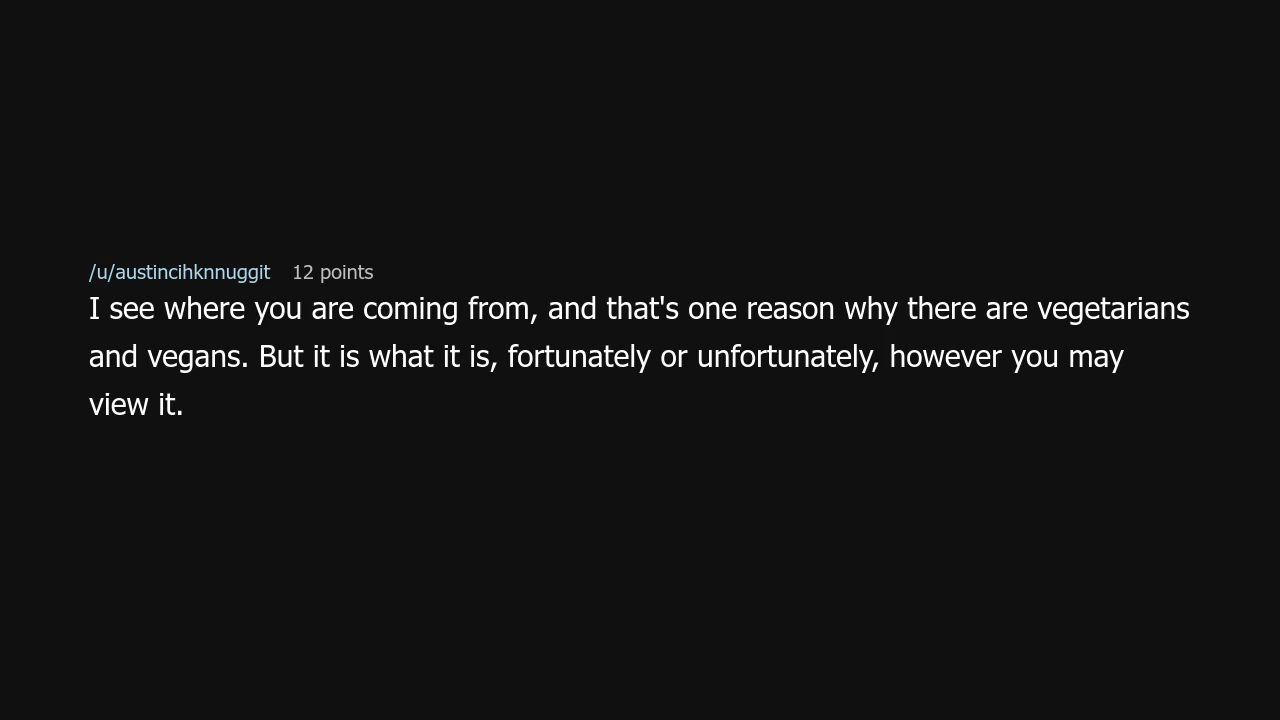 /u/austincihknnuggit 12 points
I see where you are coming from, and that's one reason why there are vegetarians
and vegans. But it is what it is, fortunately or unfortunately, however you may
view it.